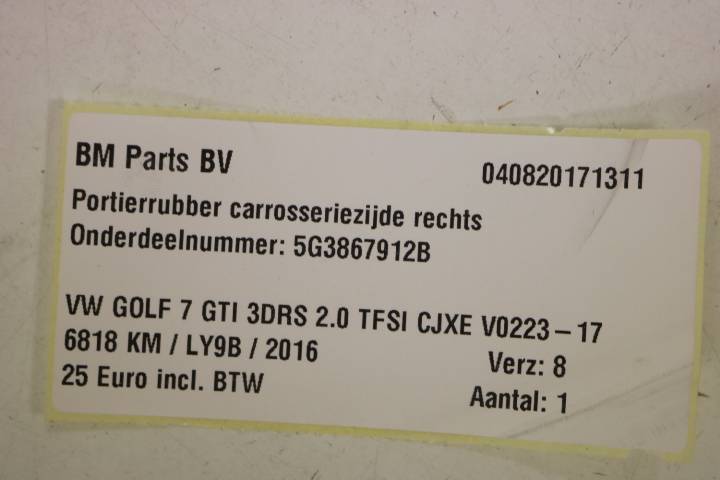 BM Parts BV 040820171311
Portierrubber carrosseriezijde rechts
Onderdeelnummer: 5G3867912B
VW GOLF 7 GTI 3DRS 2.0 TFSI CJXE V0223-17
6818 KM / LY9B / 2016 Verz: 8
25 Euro incl. BTW Aantal: 1